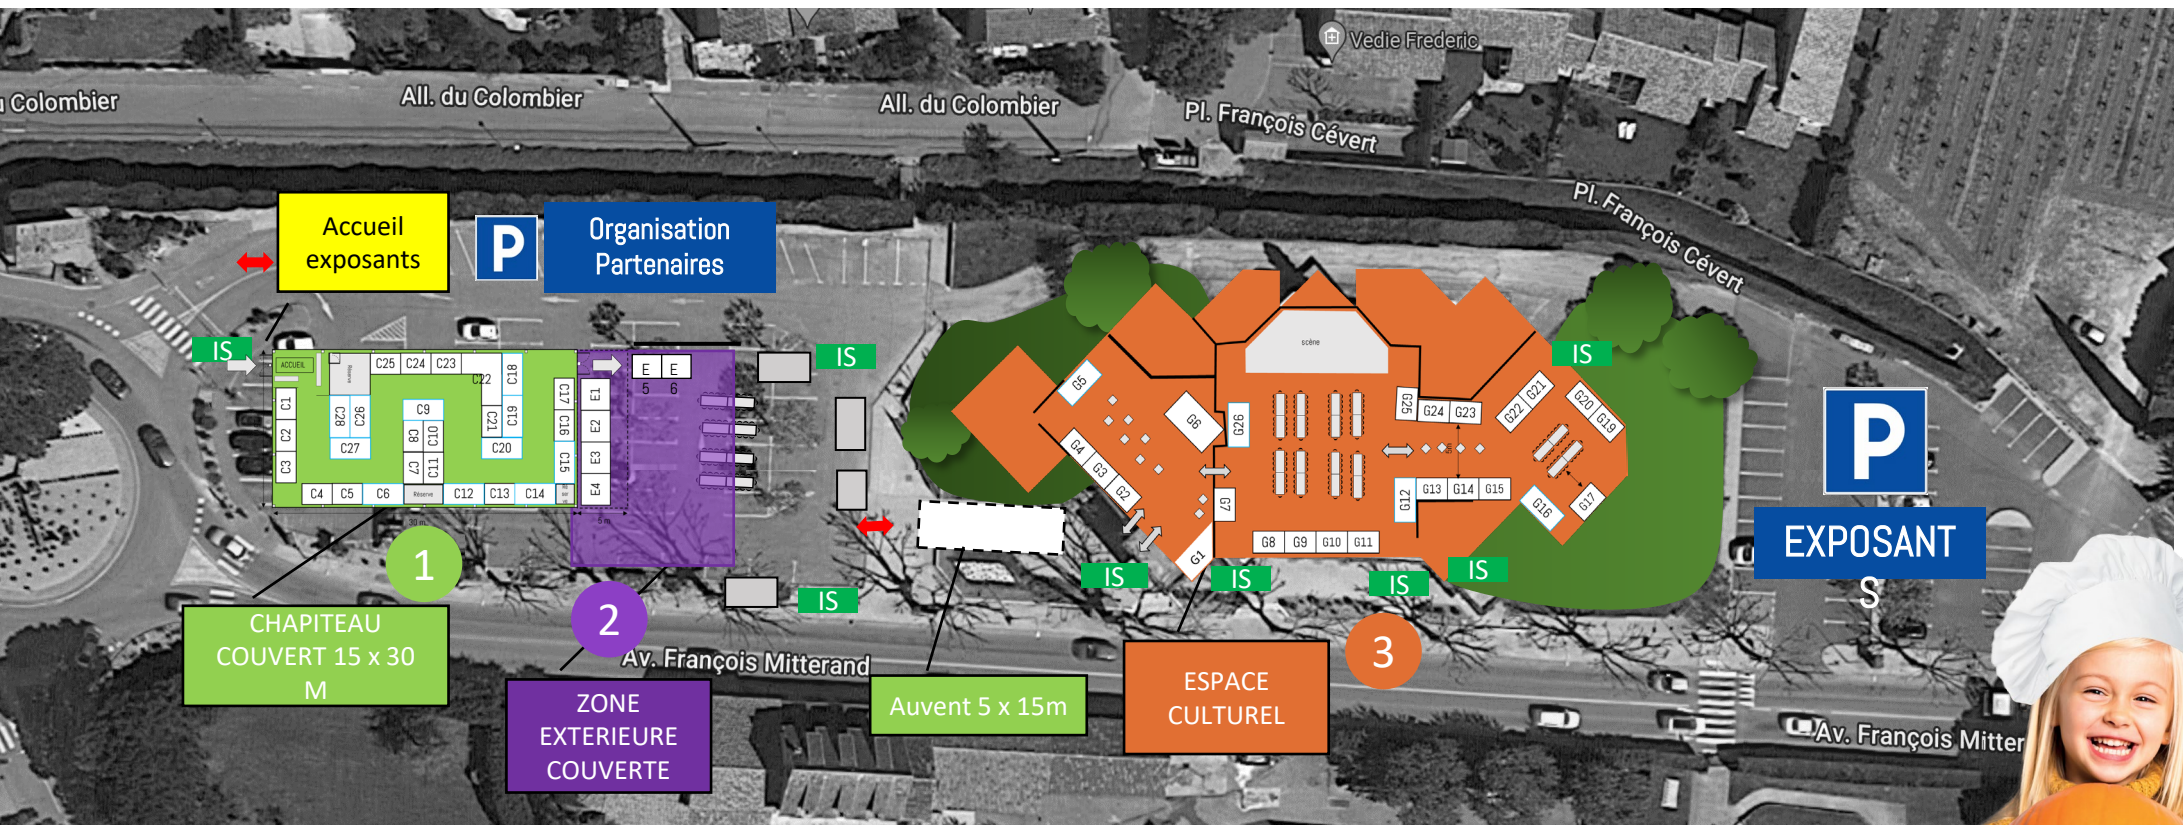 Vedie Frederic
u Colombier
All. du Colombier
All. du Colombier
Pl. François Cévert
Pl. François Cévert
Accueil
exposants
P
Organisation
Partenaires
IS
IS
IS
IS
IS
IS
IS
IS
ACCUEIL
Réserve
C25
C24
C23
C22
C18
C17
C1
C2
C3
C28
C26
C27
C9
C8
C10
C7
C11
C21
C19
C20
C16
C15
C4
C5
C6
Réserve
C12
C13
C14
30 m
5 m
E1
E2
E3
E4
E
5
E
6
scène
G5
G6
G26
G4
G3
G2
G1
G7
G8
G9
G10
G11
G25
G24
G23
G22
G21
G20
G19
5m
G12
G13
G14
G15
G16
G17
P
EXPOSANT
S
1
CHAPITEAU
COUVERT 15 x 30
M
2
ZONE
EXTERIEURE
COUVERTE
Av. François Mitterand
Auvent 5 x 15m
ESPACE
CULTUREL
3
Av. François Mitter